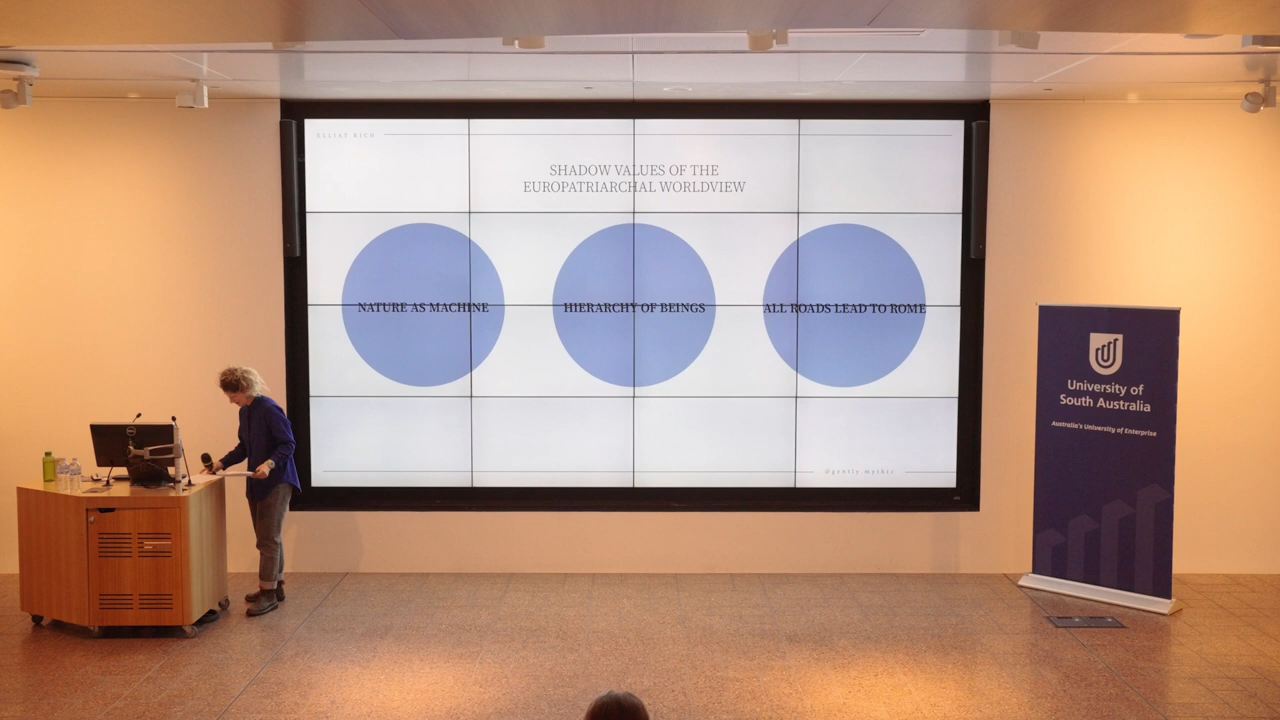 ELLIAT RICH
SHADOW VALUES OF THE
EUROPATRIARCHAL WORLDVIEW
NATURE AS MACHINE
HIERARCHY OF BEINGS
ALL ROADS LEAD TO ROME
@gently.mythic
University of
South Australia
Australia's University of Enterprise
DELL